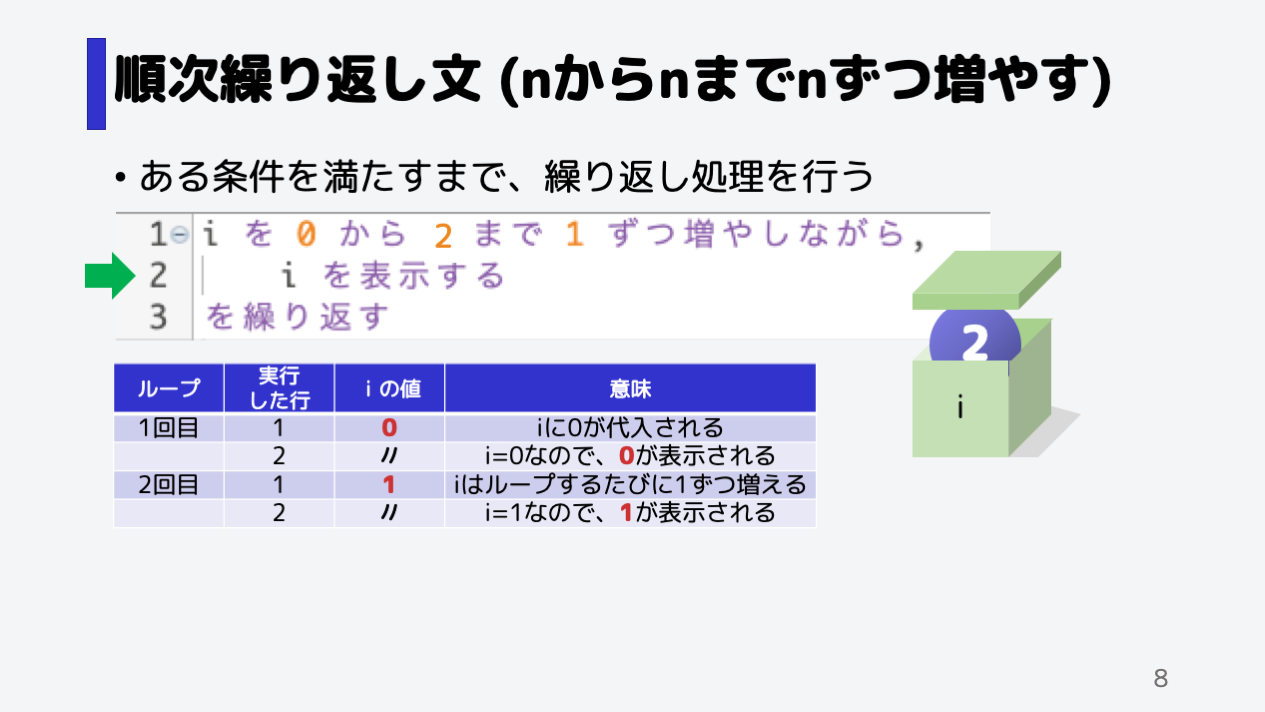 順次繰り返し文 (nからnまでnずつ増やす)
• ある条件を満たすまで、繰り返し処理を行う
1 i を 0 から 2 まで 1 ずつ増やしながら,
2 i を表示する
3 を繰り返す
2
i
ループ 実行した行 i の値 意味
1回目 1 0 iに0が代入される
2 〃 i=0なので、0が表示される
2回目 1 1 iはループするたびに1ずつ増える
2 〃 i=1なので、1が表示される
8